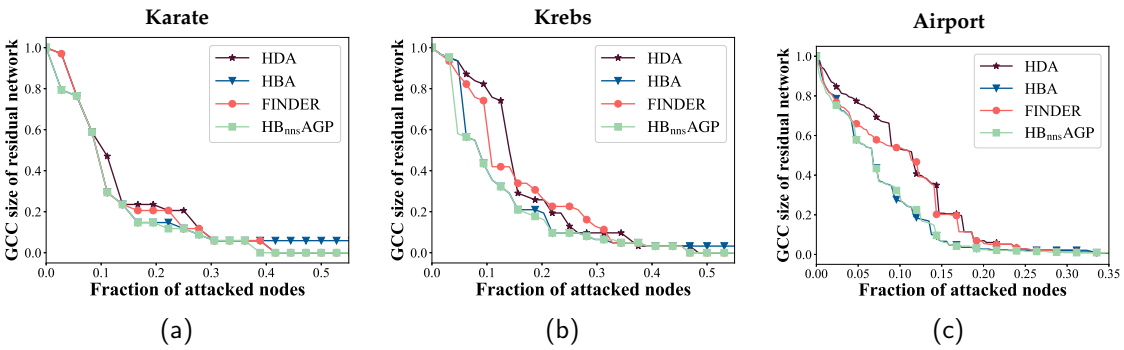 Karate
GCC size of residual network
1.0
0.8
0.6
0.4
0.2
0.0
HDA
HBA
FINDER
HBnnsAGP
0.0 0.1 0.2 0.3 0.4 0.5
Fraction of attacked nodes
(a)
Krebs
GCC size of residual network
1.0
0.8
0.6
0.4
0.2
0.0
HDA
HBA
FINDER
HBnnsAGP
0.0 0.1 0.2 0.3 0.4 0.5
Fraction of attacked nodes
(b)
Airport
GCC size of residual network
1.0
0.8
0.6
0.4
0.2
0.0
HDA
HBA
FINDER
HBnnsAGP
0.00 0.05 0.10 0.15 0.20 0.25 0.30 0.35
Fraction of attacked nodes
(c)